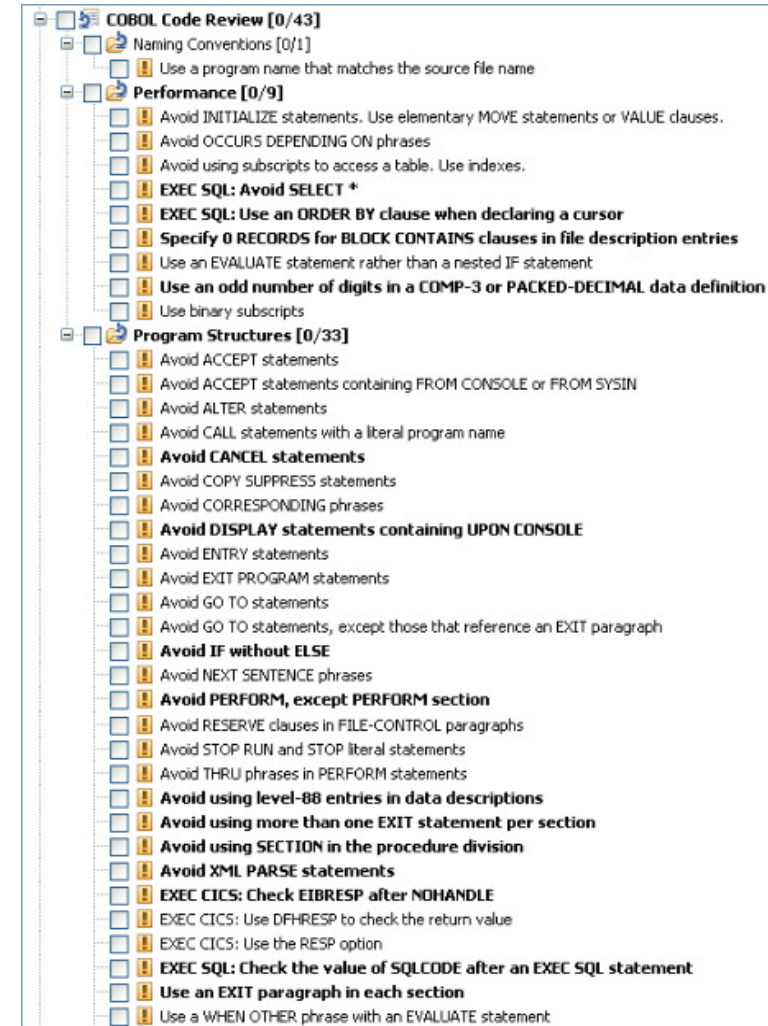 COBOL Code Review [0/43]
Naming Conventions [0/1]
Use a program name that matches the source file name
Performance [0/9]
Avoid INITIALIZE statements. Use elementary MOVE statements or VALUE clauses.
Avoid OCCURS DEPENDING ON phrases
Avoid using subscripts to access a table. Use indexes.
EXEC SQL: Avoid SELECT *
EXEC SQL: Use an ORDER BY clause when declaring a cursor
Specify 0 RECORDS for BLOCK CONTAINS clauses in file description entries
Use an EVALUATE statement rather than a nested IF statement
Use an odd number of digits in a COMP-3 or PACKED-DECIMAL data definition
Use binary subscripts
Program Structures [0/33]
Avoid ACCEPT statements
Avoid ACCEPT statements containing FROM CONSOLE or FROM SYSIN
Avoid ALTER statements
Avoid CALL statements with a literal program name
Avoid CANCEL statements
Avoid COPY SUPPRESS statements
Avoid CORRESPONDING phrases
Avoid DISPLAY statements containing UPON CONSOLE
Avoid ENTRY statements
Avoid EXIT PROGRAM statements
Avoid GO TO statements
Avoid GO TO statements, except those that reference an EXIT paragraph
Avoid IF without ELSE
Avoid NEXT SENTENCE phrases
Avoid PERFORM, except PERFORM section
Avoid RESERVE clauses in FILE-CONTROL paragraphs
Avoid STOP RUN and STOP literal statements
Avoid THRU phrases in PERFORM statements
Avoid using level-88 entries in data descriptions
Avoid using more than one EXIT statement per section
Avoid using SECTION in the procedure division
Avoid XML PARSE statements
EXEC CICS: Check EIBRESP after NOHANDLE
EXEC CICS: Use DFHRESP to check the return value
EXEC CICS: Use the RESP option
EXEC SQL: Check the value of SQLCODE after an EXEC SQL statement
Use an EXIT paragraph in each section
Use a WHEN OTHER phrase with an EVALUATE statement